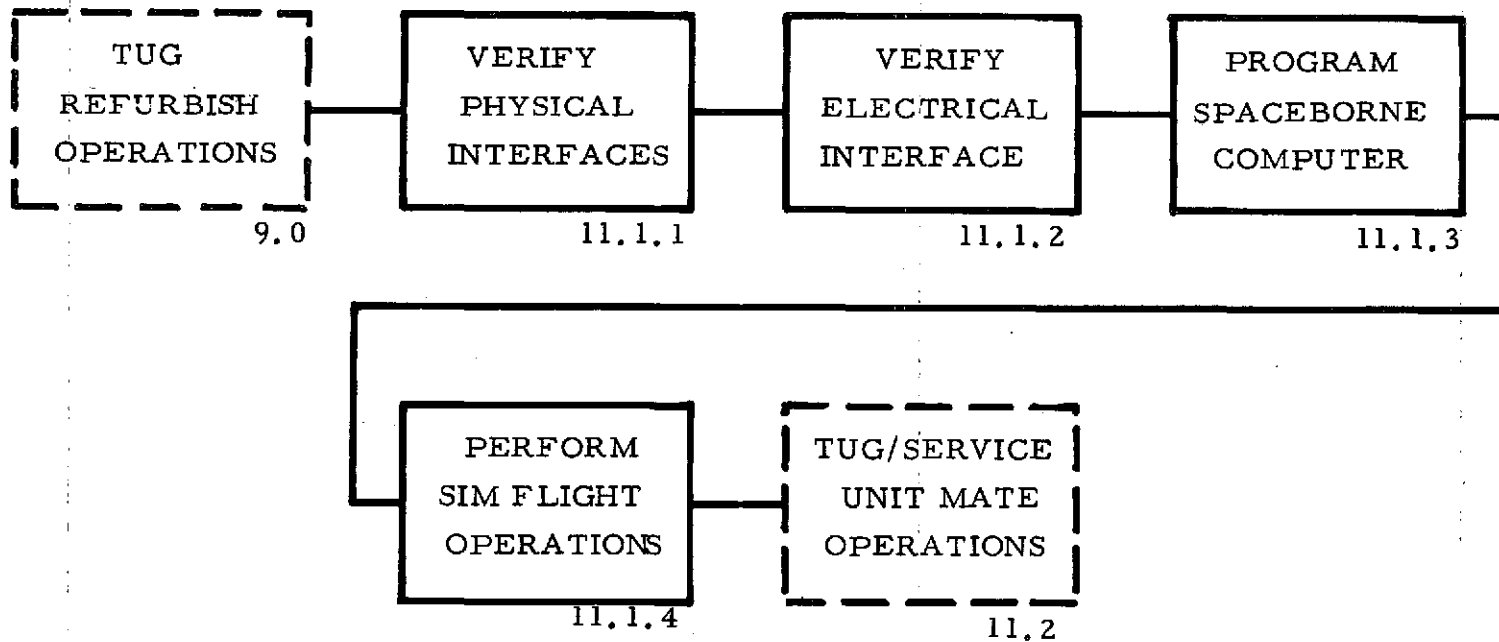 TUG
REFURBISH
OPERATIONS
9.0
VERIFY
PHYSICAL
INTERFACES
11.1.1
VERIFY
ELECTRICAL
INTERFACE
11.1.2
PROGRAM
SPACEBORNE
COMPUTER
11.1.3
PERFORM
SIM FLIGHT
OPERATIONS
11.1.4
TUG/SERVICE
UNIT MATE
OPERATIONS
11.2